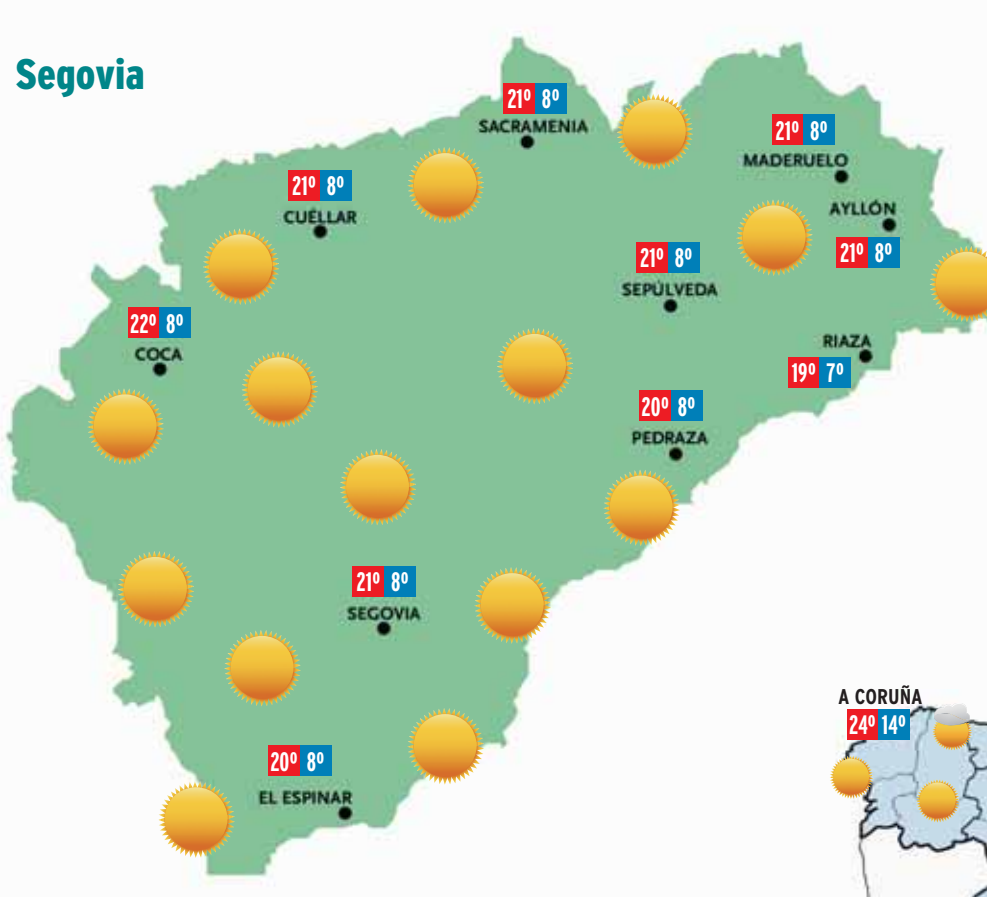 Segovia
21º 8º
SACRAMENIA
21º 8º
MADERUELO
21º 8º
CUÉLLAR
AYLLÓN
21º 8º
21º 8º
SEPÚLVEDA
22º 8º
COCA
RIAZA
19º 7º
20º 8º
PEDRAZA
21º 8º
SEGOVIA
A CORUÑA
24º 14º
20º 8º
EL ESPINAR